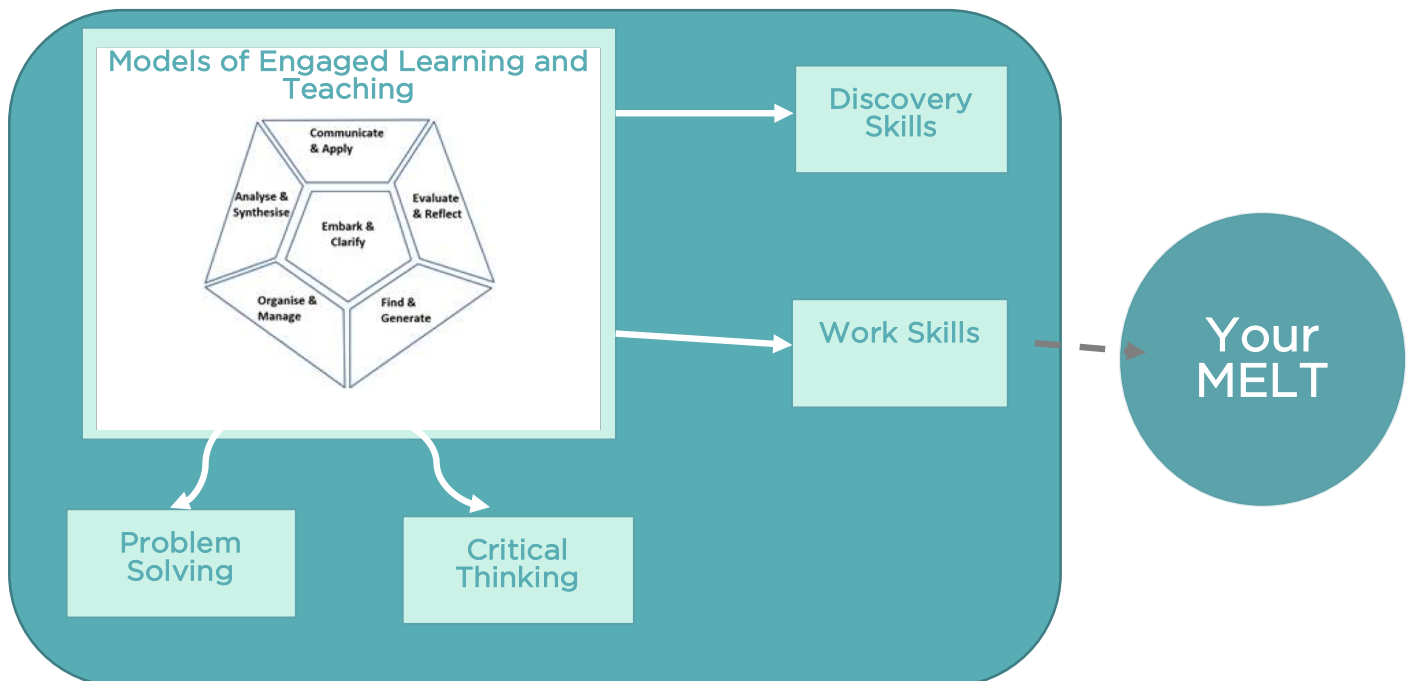 Models of Engaged Learning and
Teaching
Communicate
& Apply
Analyse &
Synthesise
Evaluate
& Reflect
Embark &
Clarify
Organise &
Manage
Find &
Generate
Discovery
Skills
Work Skills
Your
MELT
Problem
Solving
Critical
Thinking